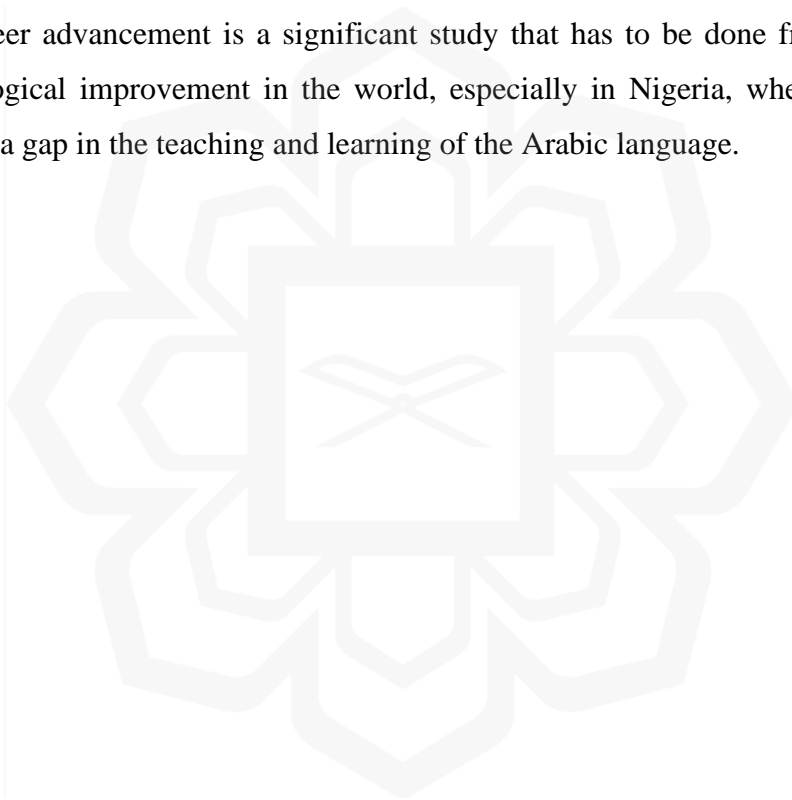 eer advancement is a significant study that has to be done fr
ogical improvement in the world, especially in Nigeria, whe
a gap in the teaching and learning of the Arabic language.